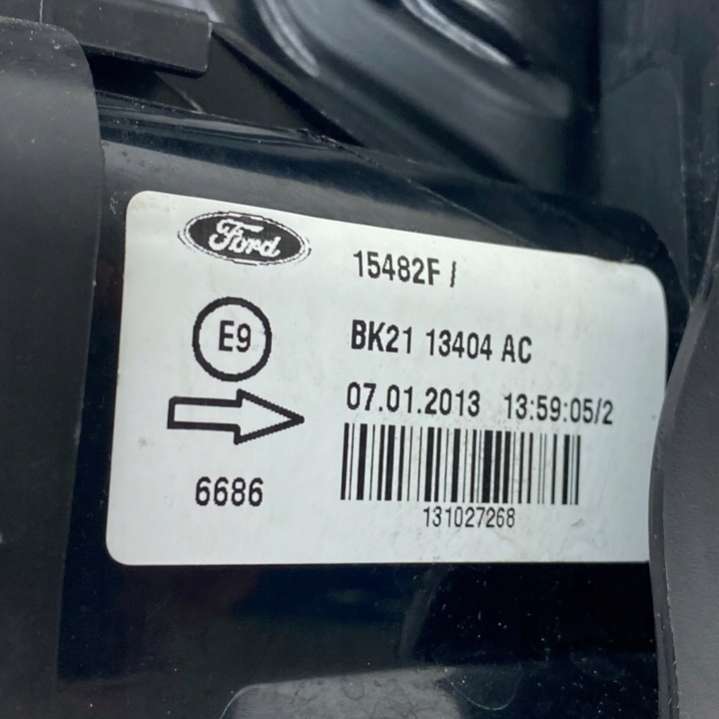 Ford
15482F /
E9
BK21 13404 AC
07.01.2013 13:59:05/2
6686
131027268